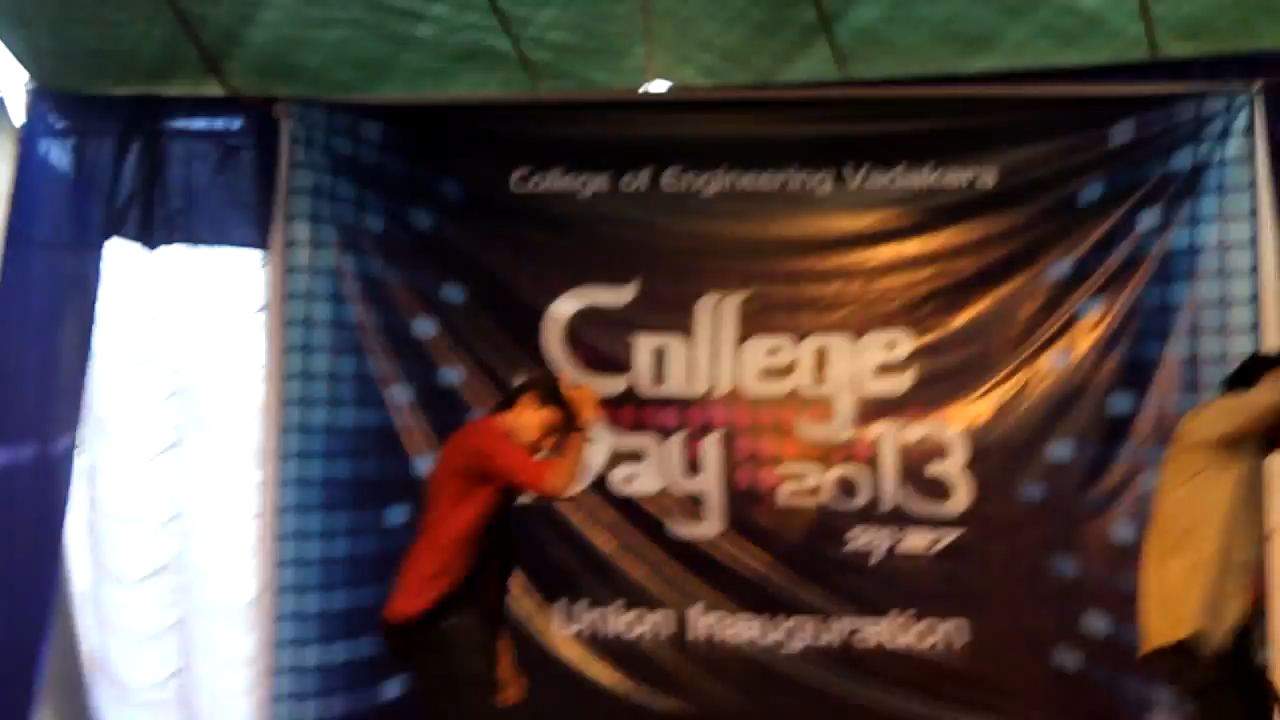 College of Engineering Vadakara
College
Day 2013
Union Inauguration